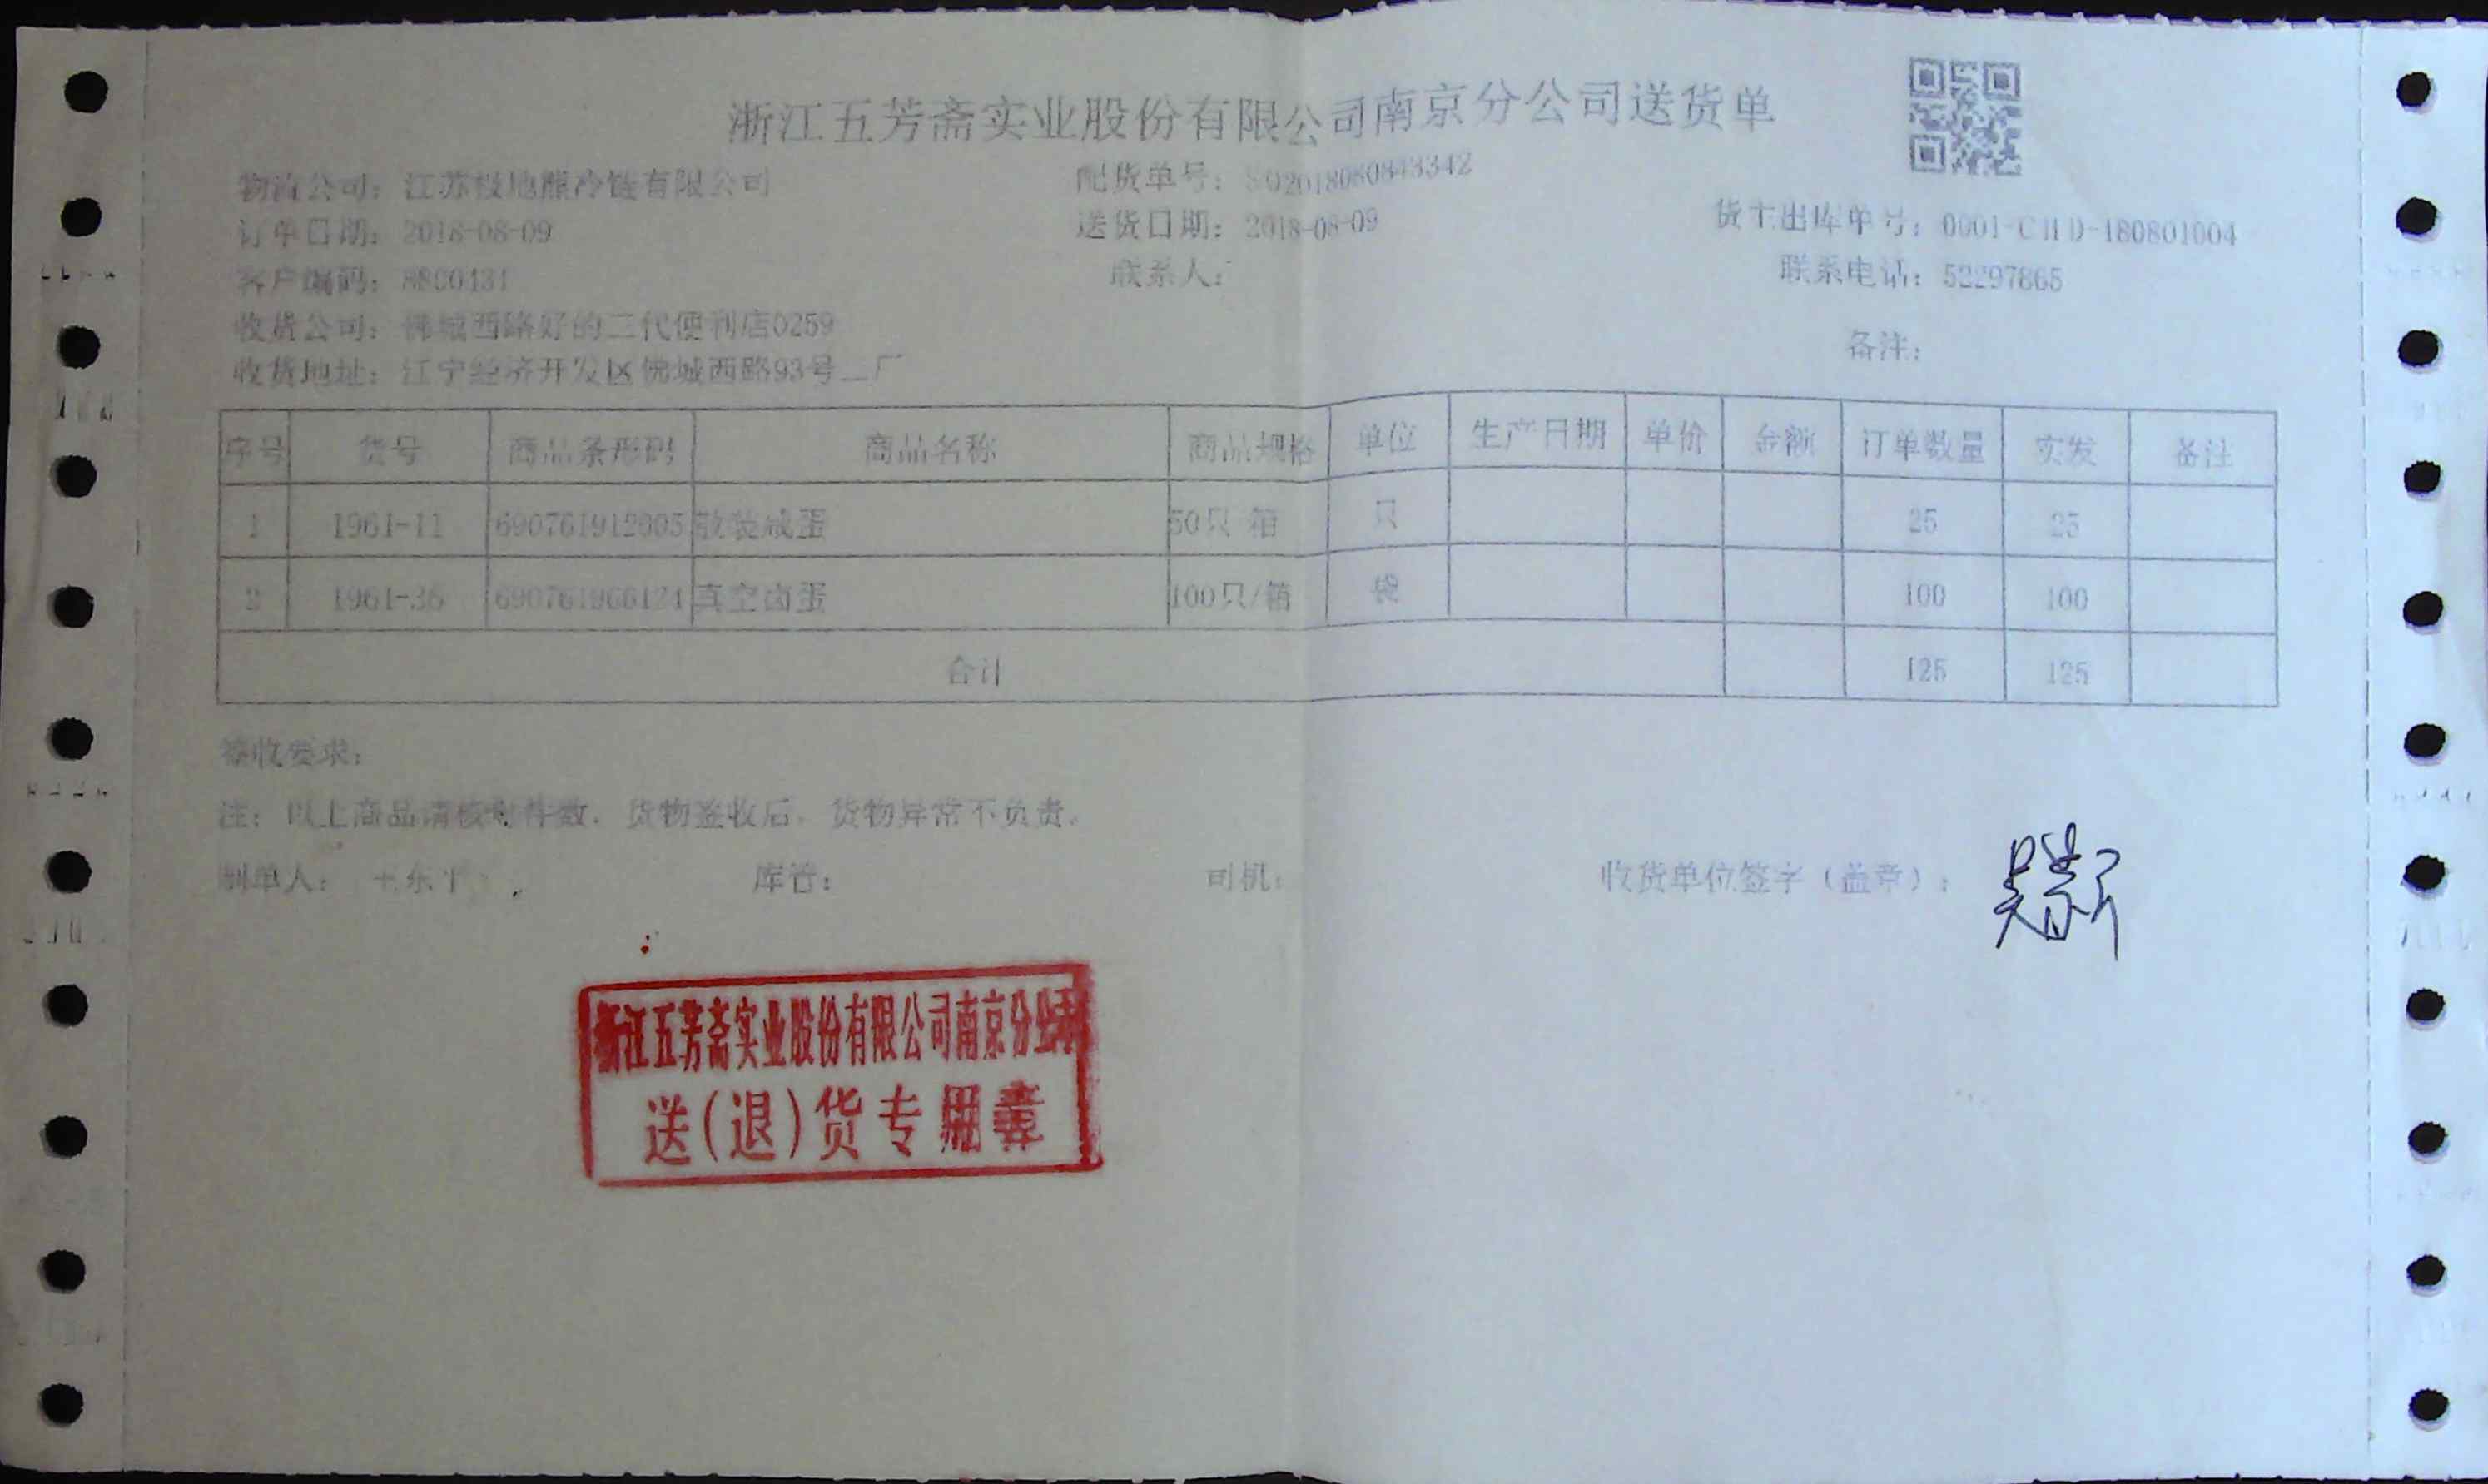 浙江五芳斋实业股份有限公司南京分公司送货单
物流公司：江苏极地熊冷链有限公司 配货单号：SO2018080843342
订单日期：2018-08-09 送货日期：2018-08-09 货主出库单号：0001-CHD-180801004
客户编码：8800431 联系人： 联系电话：52297865
收货公司：佛城西路好的二代便利店0259
备注：
收货地址：江宁经济开发区佛城西路93号二厂
序号 货号 商品条形码 商品名称 商品规格 单位 生产日期 单价 金额 订单数量 实发 备注
1 1961-11 690761912005 散装咸蛋 50只 箱 只 25 25
2 1961-35 690761966124 真空卤蛋 100只/箱 袋 100 100
合计 125 125
签收要求：
注：以上商品请核对件数，货物签收后，货物异常不负责。
制单人： 库管： 司机： 收货单位签字（盖章）：
浙江五芳斋实业股份有限公司南京分公司
送(退)货专用章